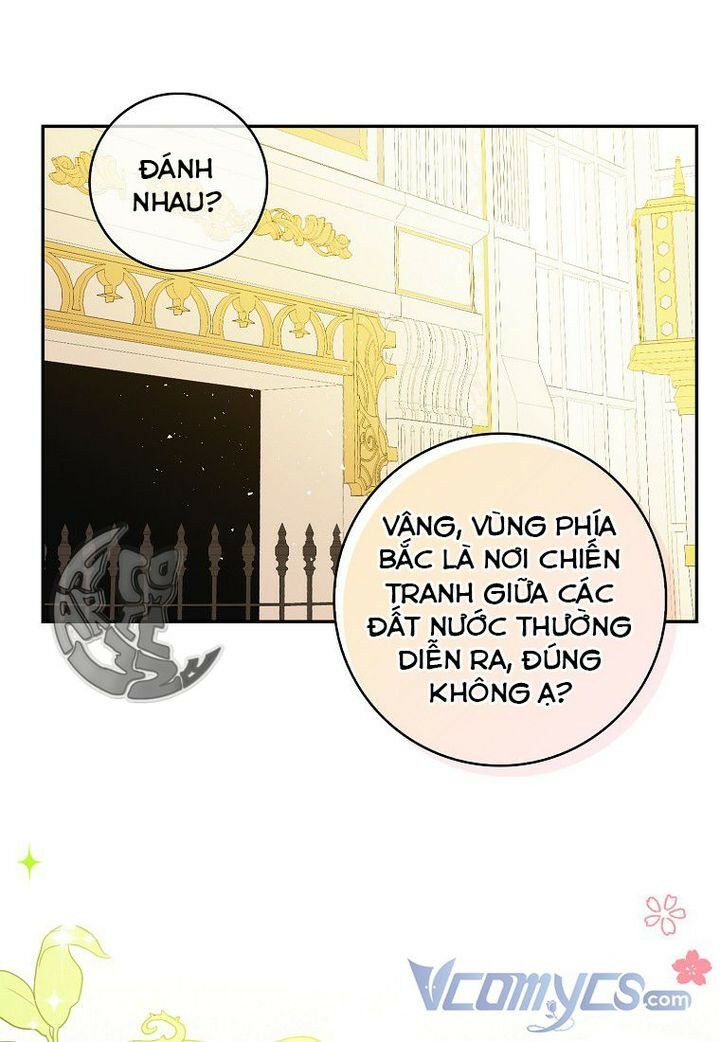 ĐÁNH
NHAU?
VÂNG, VÙNG PHÍA
BẮC LÀ NƠI CHIẾN
TRANH GIỮA CÁC
ĐẤT NƯỚC THƯỜNG
DIỄN RA, ĐÚNG
KHÔNG Ạ?
VCOMYCS.com